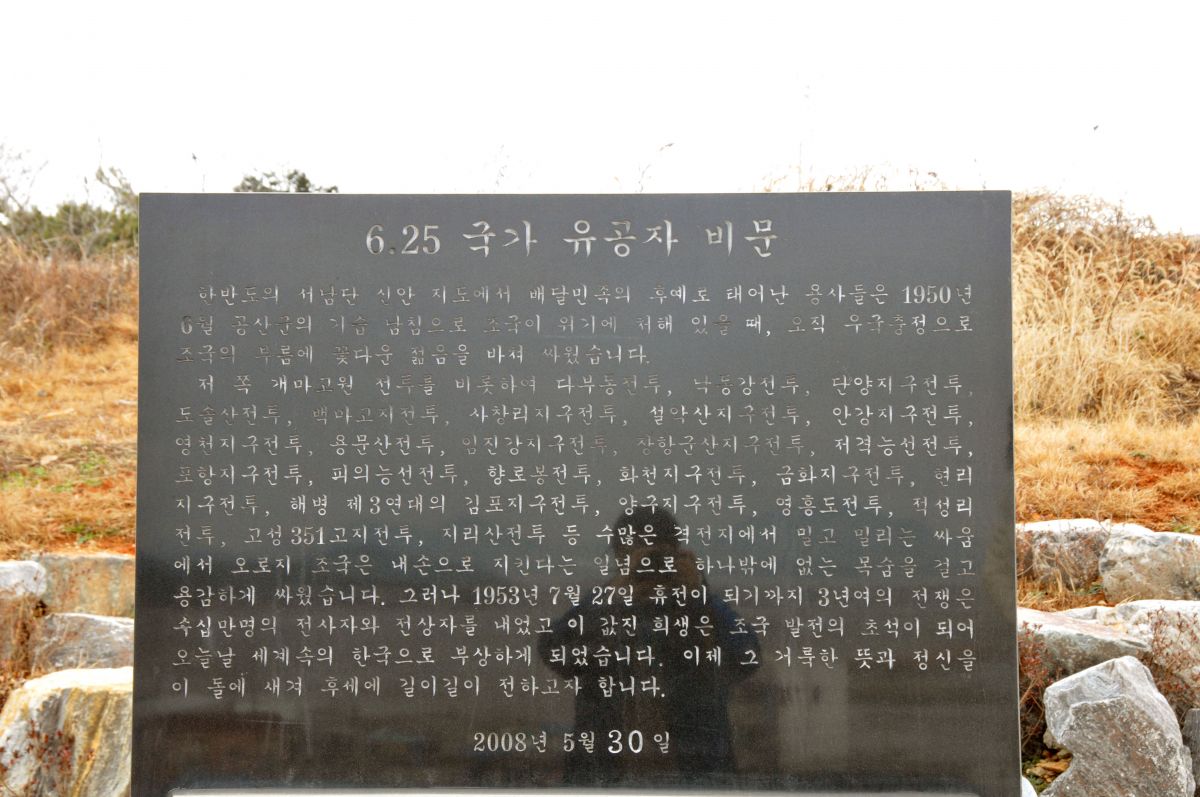 6.25 국가 유공자 비문
한반도의 서남단 신안 지도에서 배달민족의 후예로 태어난 용사들은 1950년
6월 공산군의 기습 남침으로 조국이 위기에 처해 있을 때, 오직 우국충정으로
조국의 부름에 꽃다운 젊음을 바쳐 싸웠습니다.
저 쪽 개마고원 전투를 비롯하여 다부동전투, 낙동강전투, 단양지구전투,
도솔산전투, 백마고지전투, 사창리지구전투, 설악산지구전투, 안강지구전투,
영천지구전투, 용문산전투, 임진강지구전투, 장항군산지구전투, 저격능선전투,
포항지구전투, 피의능선전투, 향로봉전투, 화천지구전투, 금화지구전투, 현리
지구전투, 해병 제3연대의 김포지구전투, 양구지구전투, 영흥도전투, 적성리
전투, 고성351고지전투, 지리산전투 등 수많은 격전지에서 밀고 밀리는 싸움
에서 오로지 조국은 내손으로 지킨다는 일념으로 하나밖에 없는 목숨을 걸고
용감하게 싸웠습니다. 그러나 1953년 7월 27일 휴전이 되기까지 3년여의 전쟁은
수십만명의 전사자와 전상자를 내었고 이 값진 희생은 조국 발전의 초석이 되어
오늘날 세계속의 한국으로 부상하게 되었습니다. 이제 그 거룩한 뜻과 정신을
이 돌에 새겨 후세에 길이길이 전하고자 합니다.
2008년 5월 30일